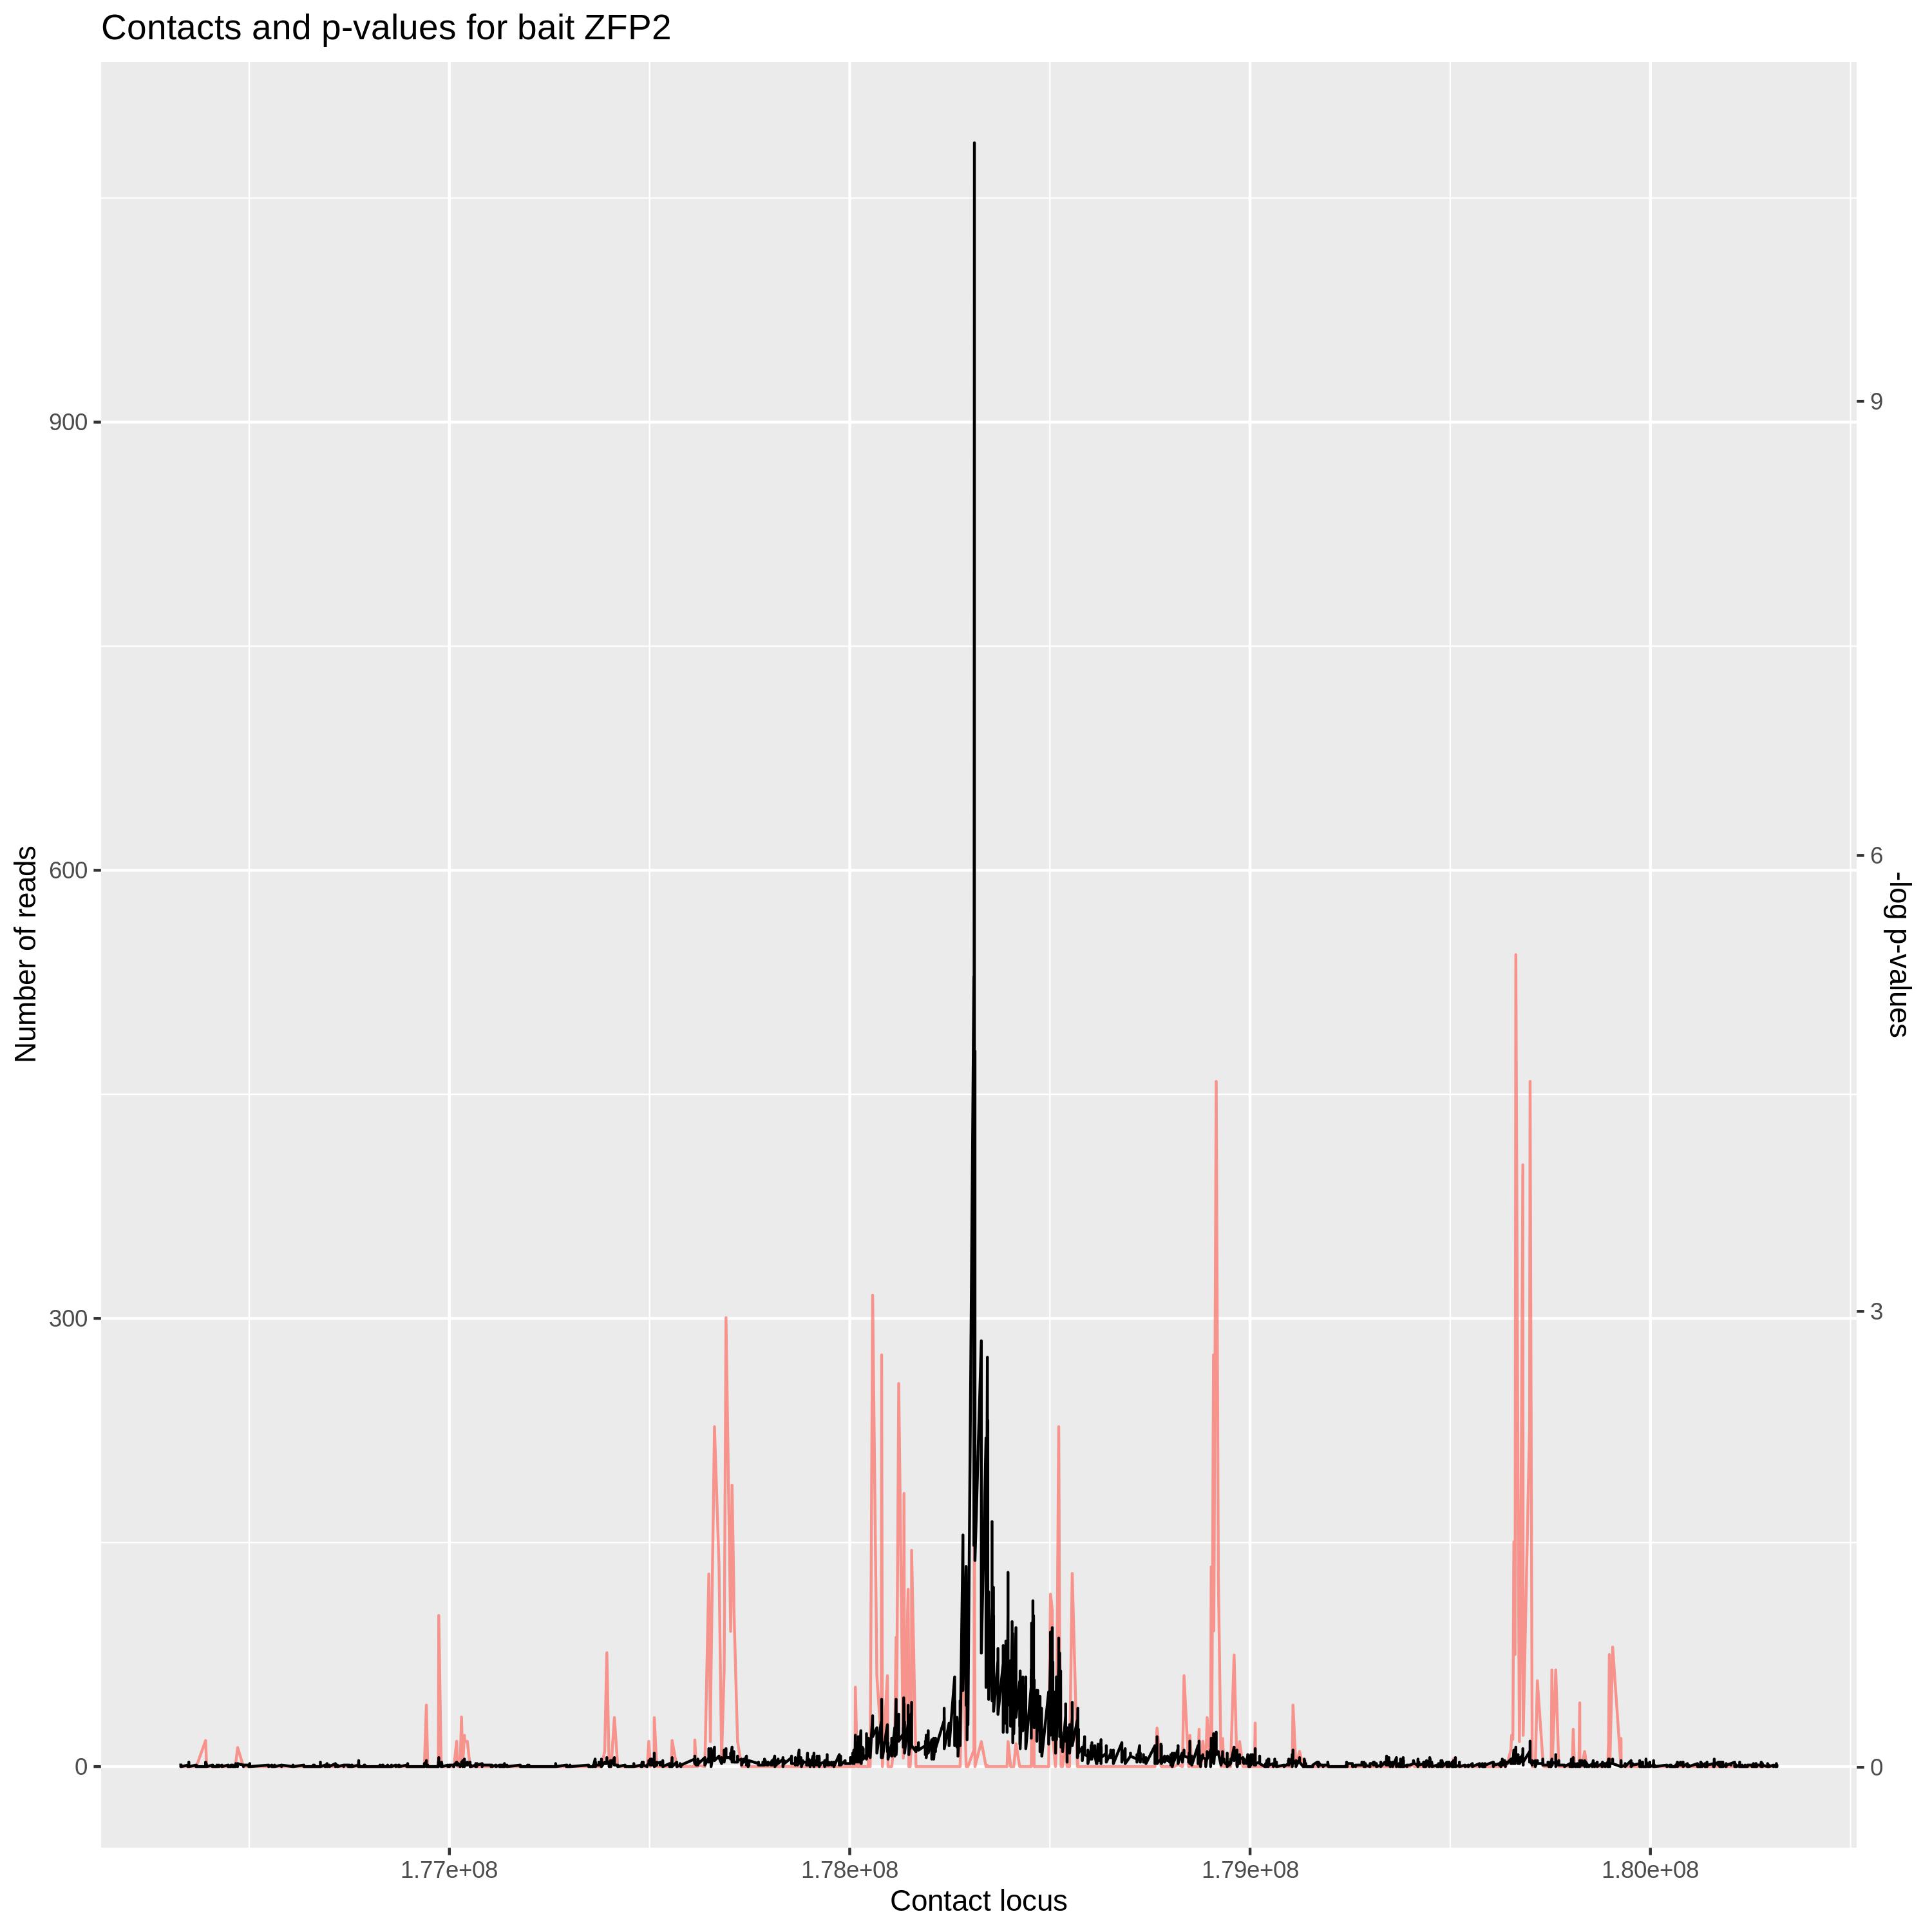 Contacts and p-values for bait ZFP2
900
600
300
0
Number of reads
9
6
3
0
-log p-values
1.77e+08
1.78e+08
1.79e+08
1.80e+08
Contact locus